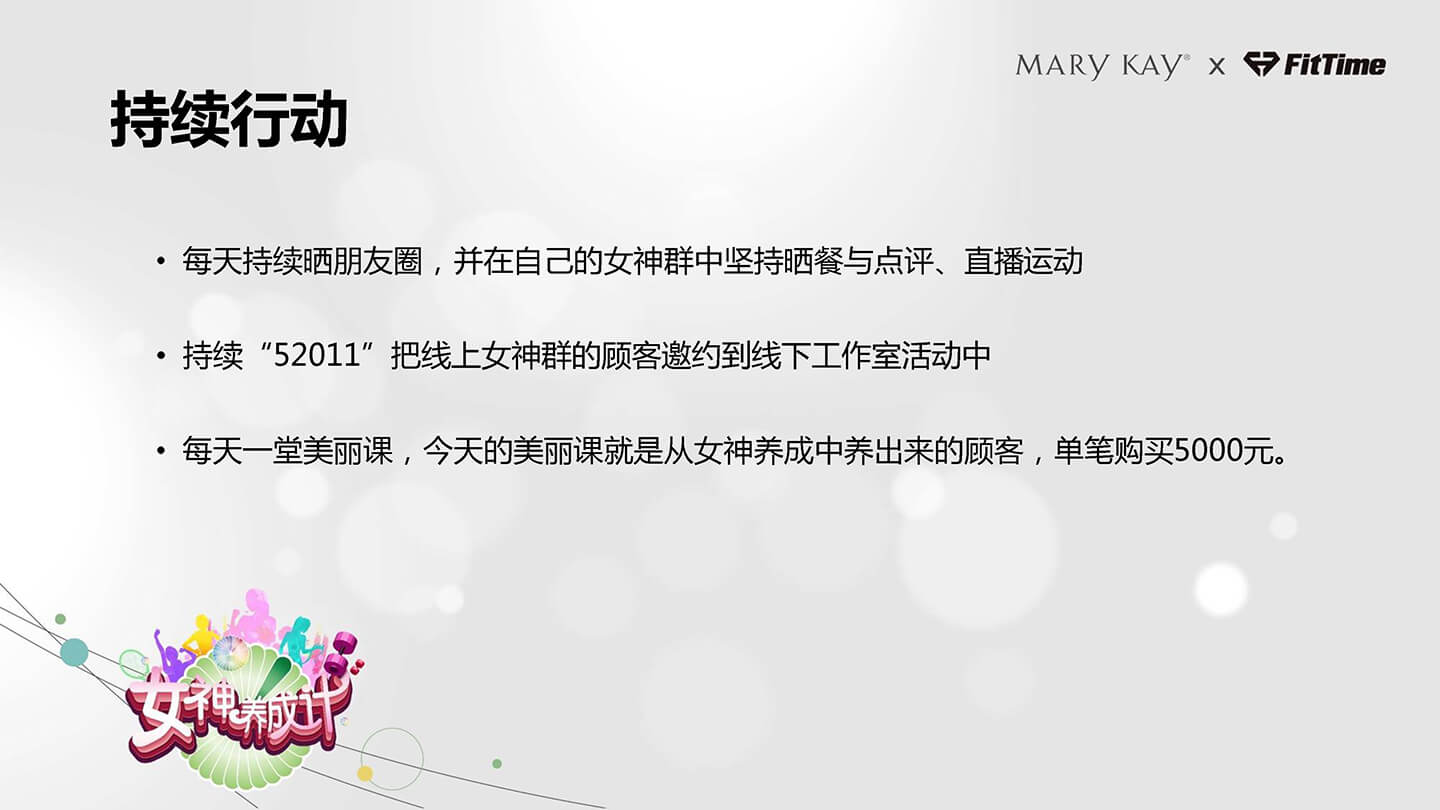 MARY KAY® x FitTime
持续行动
• 每天持续晒朋友圈，并在自己的女神群中坚持晒餐与点评、直播运动
• 持续“52011”把线上女神群的顾客邀约到线下工作室活动中
• 每天一堂美丽课，今天的美丽课就是从女神养成中养出来的顾客，单笔购买5000元。
女神养成计